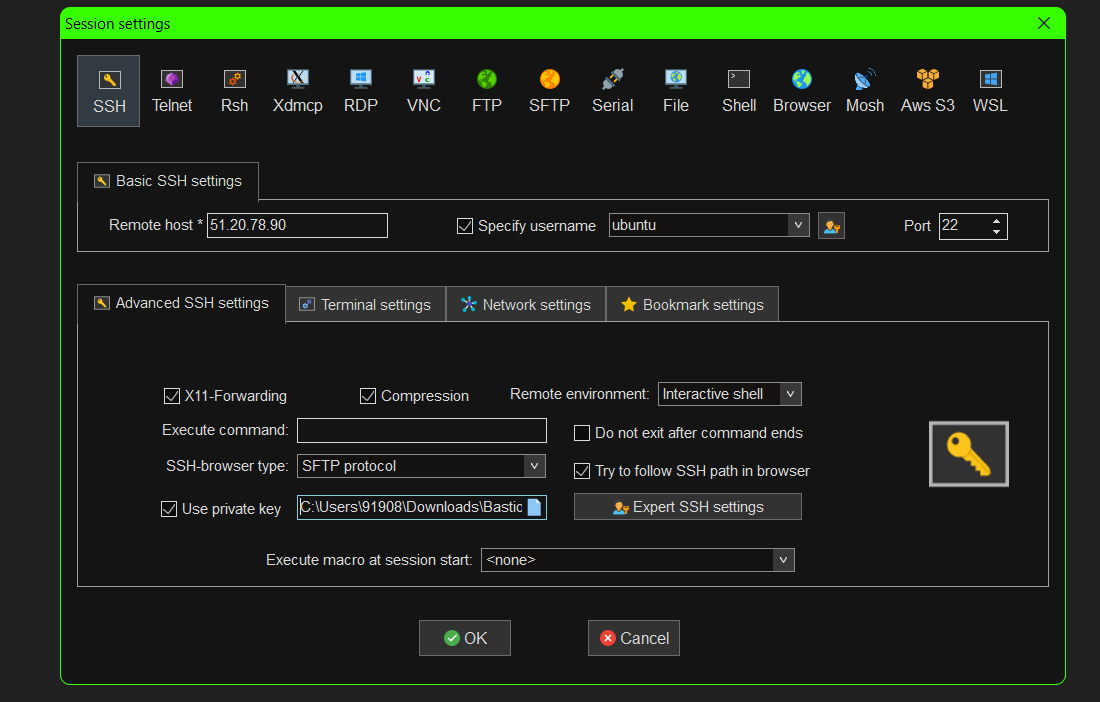 Session settings
SSH Telnet Rsh Xdmcp RDP VNC FTP SFTP Serial File Shell Browser Mosh Aws S3 WSL
Basic SSH settings
Remote host * 51.20.78.90 Specify username ubuntu Port 22
Advanced SSH settings Terminal settings Network settings Bookmark settings
X11-Forwarding Compression Remote environment: Interactive shell
Execute command: Do not exit after command ends
SSH-browser type: SFTP protocol Try to follow SSH path in browser
Use private key C:\Users\91908\Downloads\Bastic Expert SSH settings
Execute macro at session start: <none>
OK Cancel